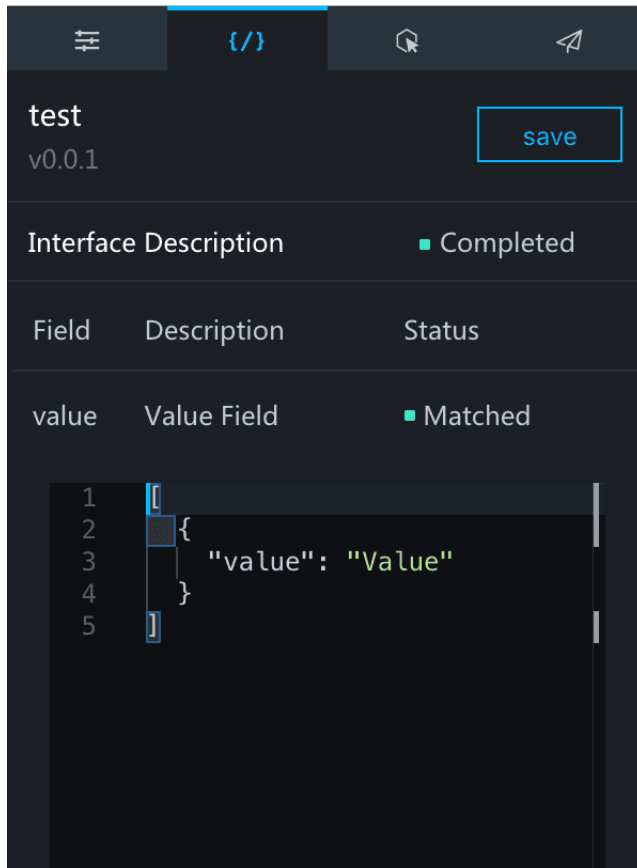 {/}
test
save
v0.0.1
Interface Description Completed
Field Description Status
value Value Field Matched
1 [
2 {
3 "value": "Value"
4 }
5 ]